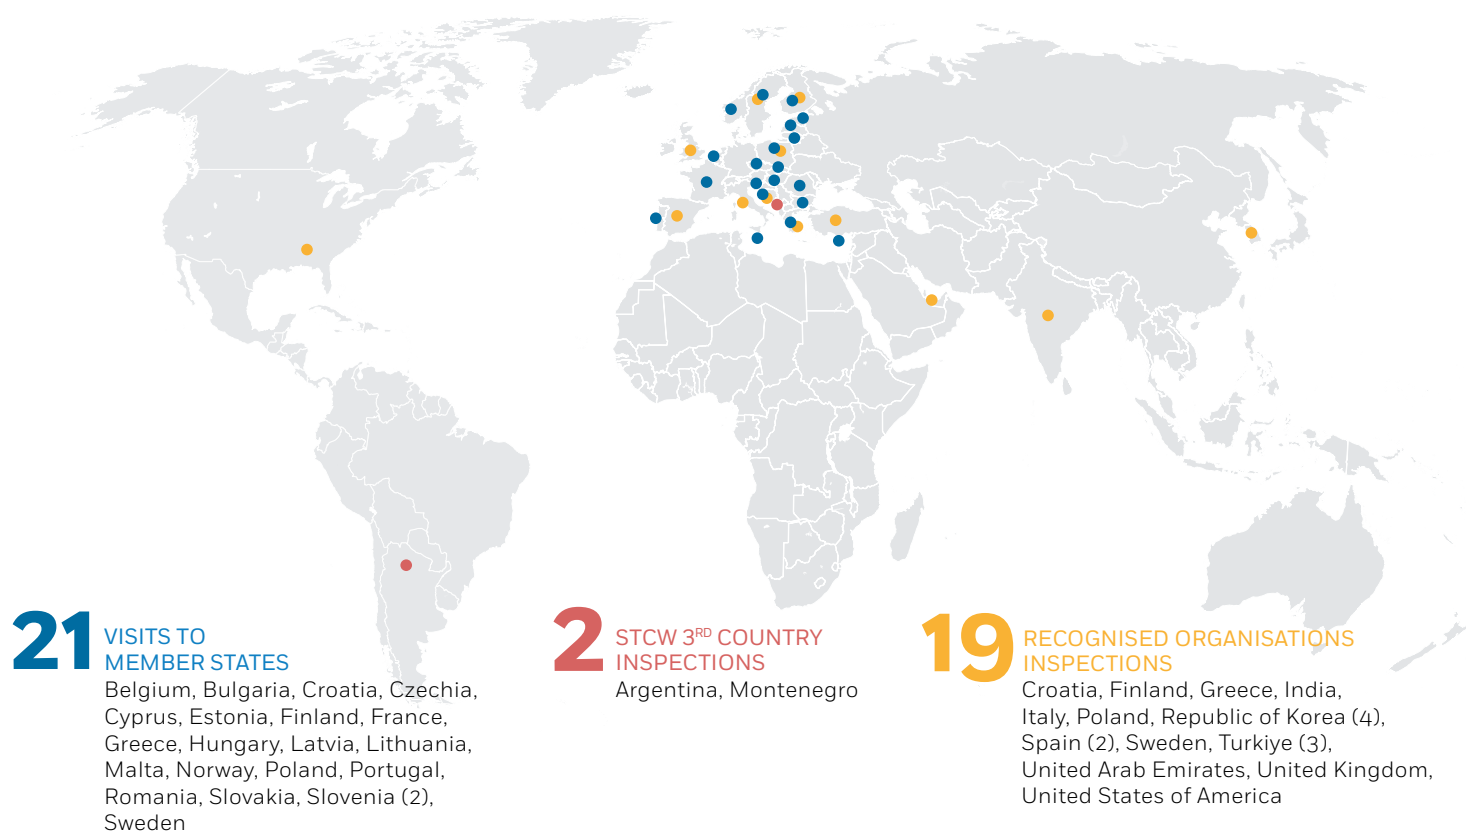 21
VISITS TO
MEMBER STATES
Belgium, Bulgaria, Croatia, Czechia,
Cyprus, Estonia, Finland, France,
Greece, Hungary, Latvia, Lithuania,
Malta, Norway, Poland, Portugal,
Romania, Slovakia, Slovenia (2),
Sweden
2
STCW 3RD COUNTRY
INSPECTIONS
Argentina, Montenegro
19
RECOGNISED ORGANISATIONS
INSPECTIONS
Croatia, Finland, Greece, India,
Italy, Poland, Republic of Korea (4),
Spain (2), Sweden, Turkiye (3),
United Arab Emirates, United Kingdom,
United States of America